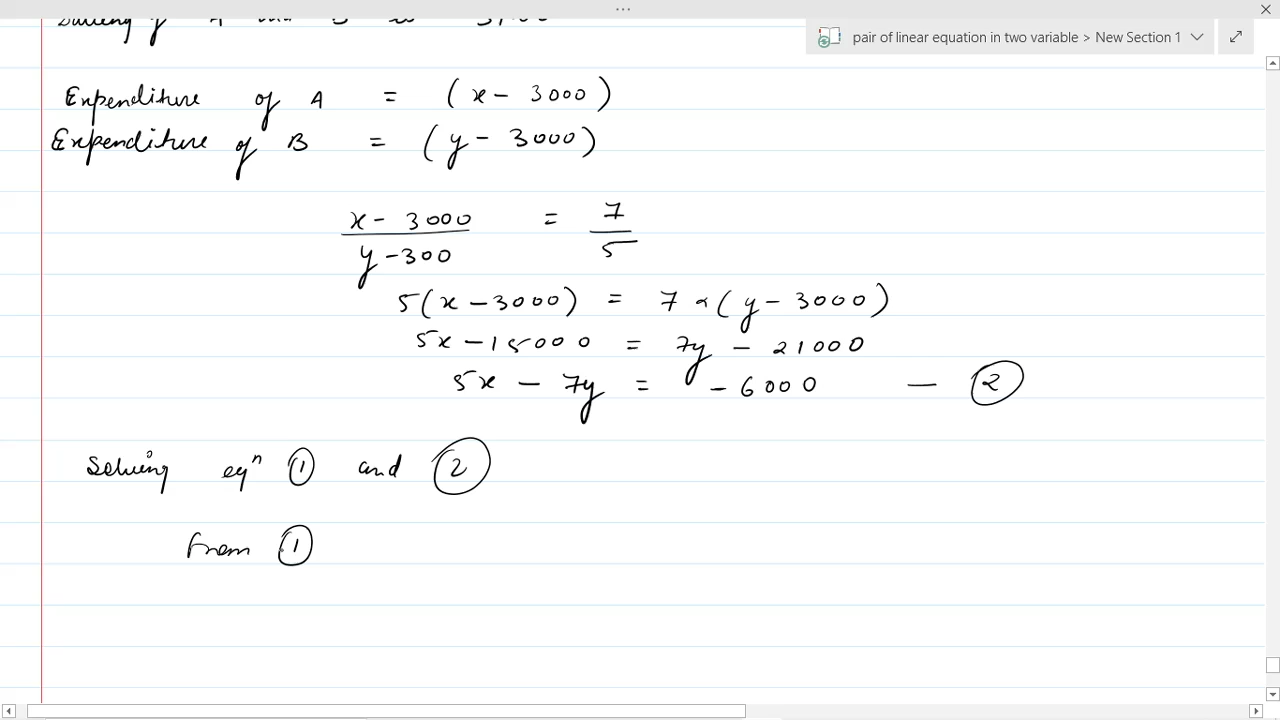 pair of linear equation in two variable > New Section 1
Expenditure of A = (x - 3000)
Expenditure of B = (y - 3000)
x - 3000 = 7
y - 300 5
5(x - 3000) = 7 × (y - 3000)
5x - 15000 = 7y - 21000
5x - 7y = - 6000 — ②
Solving eqⁿ ① and ②
From ①